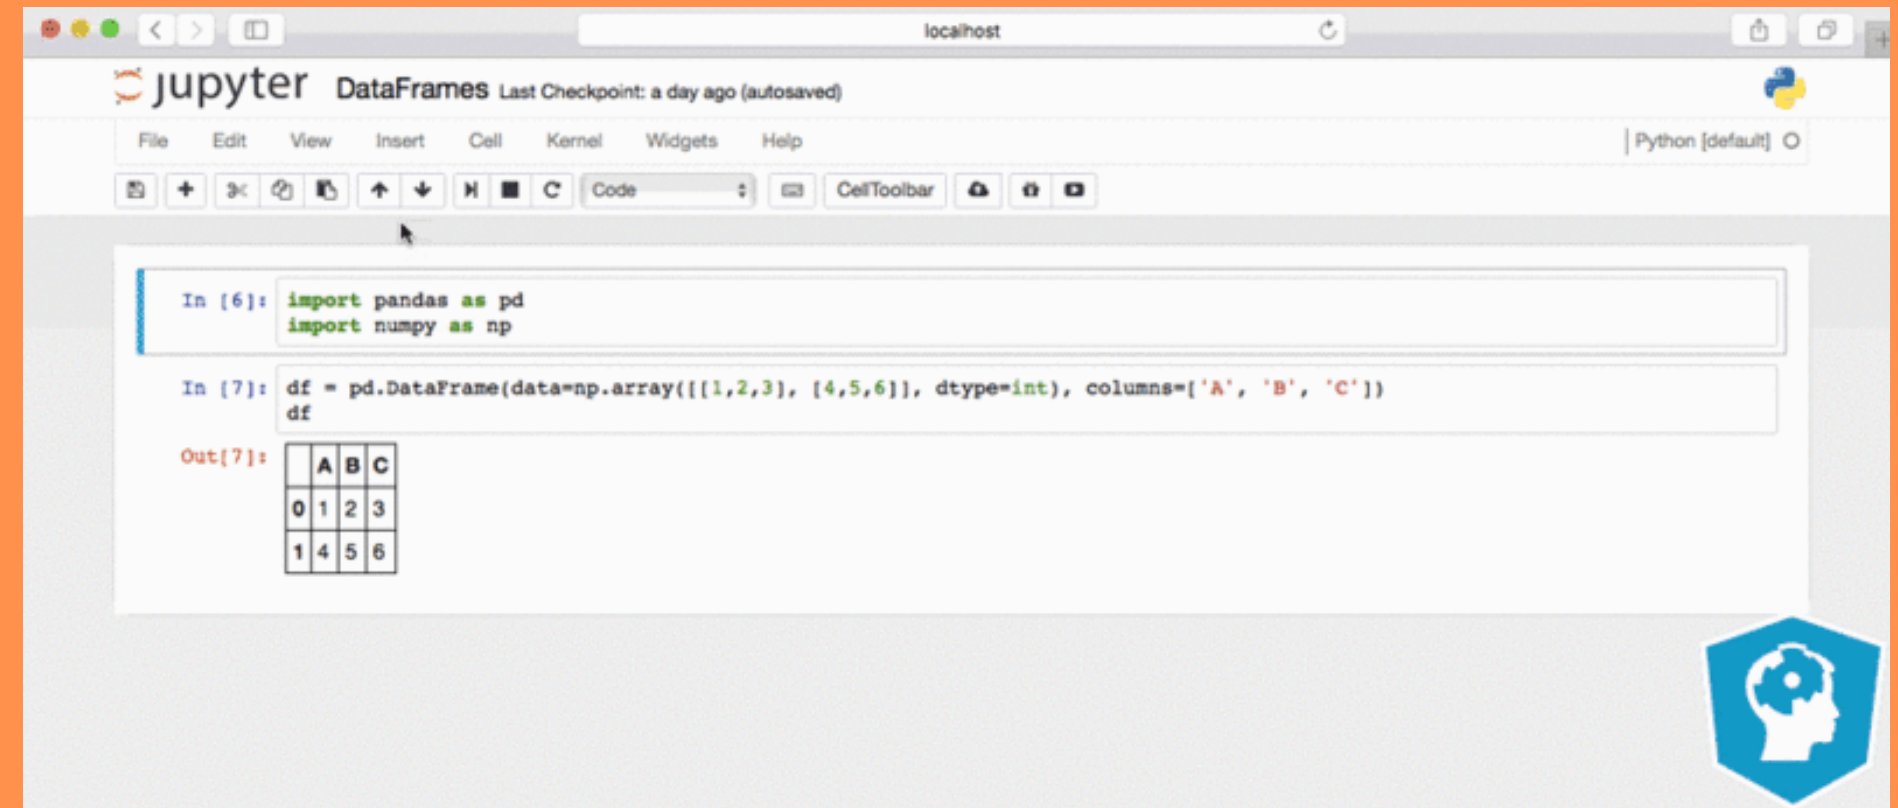 localhost
jupyter DataFrames Last Checkpoint: a day ago (autosaved)
File Edit View Insert Cell Kernel Widgets Help Python [default]
Code CellToolbar
In [6]: import pandas as pd
import numpy as np
In [7]: df = pd.DataFrame(data=np.array([[1,2,3], [4,5,6]], dtype=int), columns=['A', 'B', 'C'])
df
Out[7]:
A B C
0 1 2 3
1 4 5 6